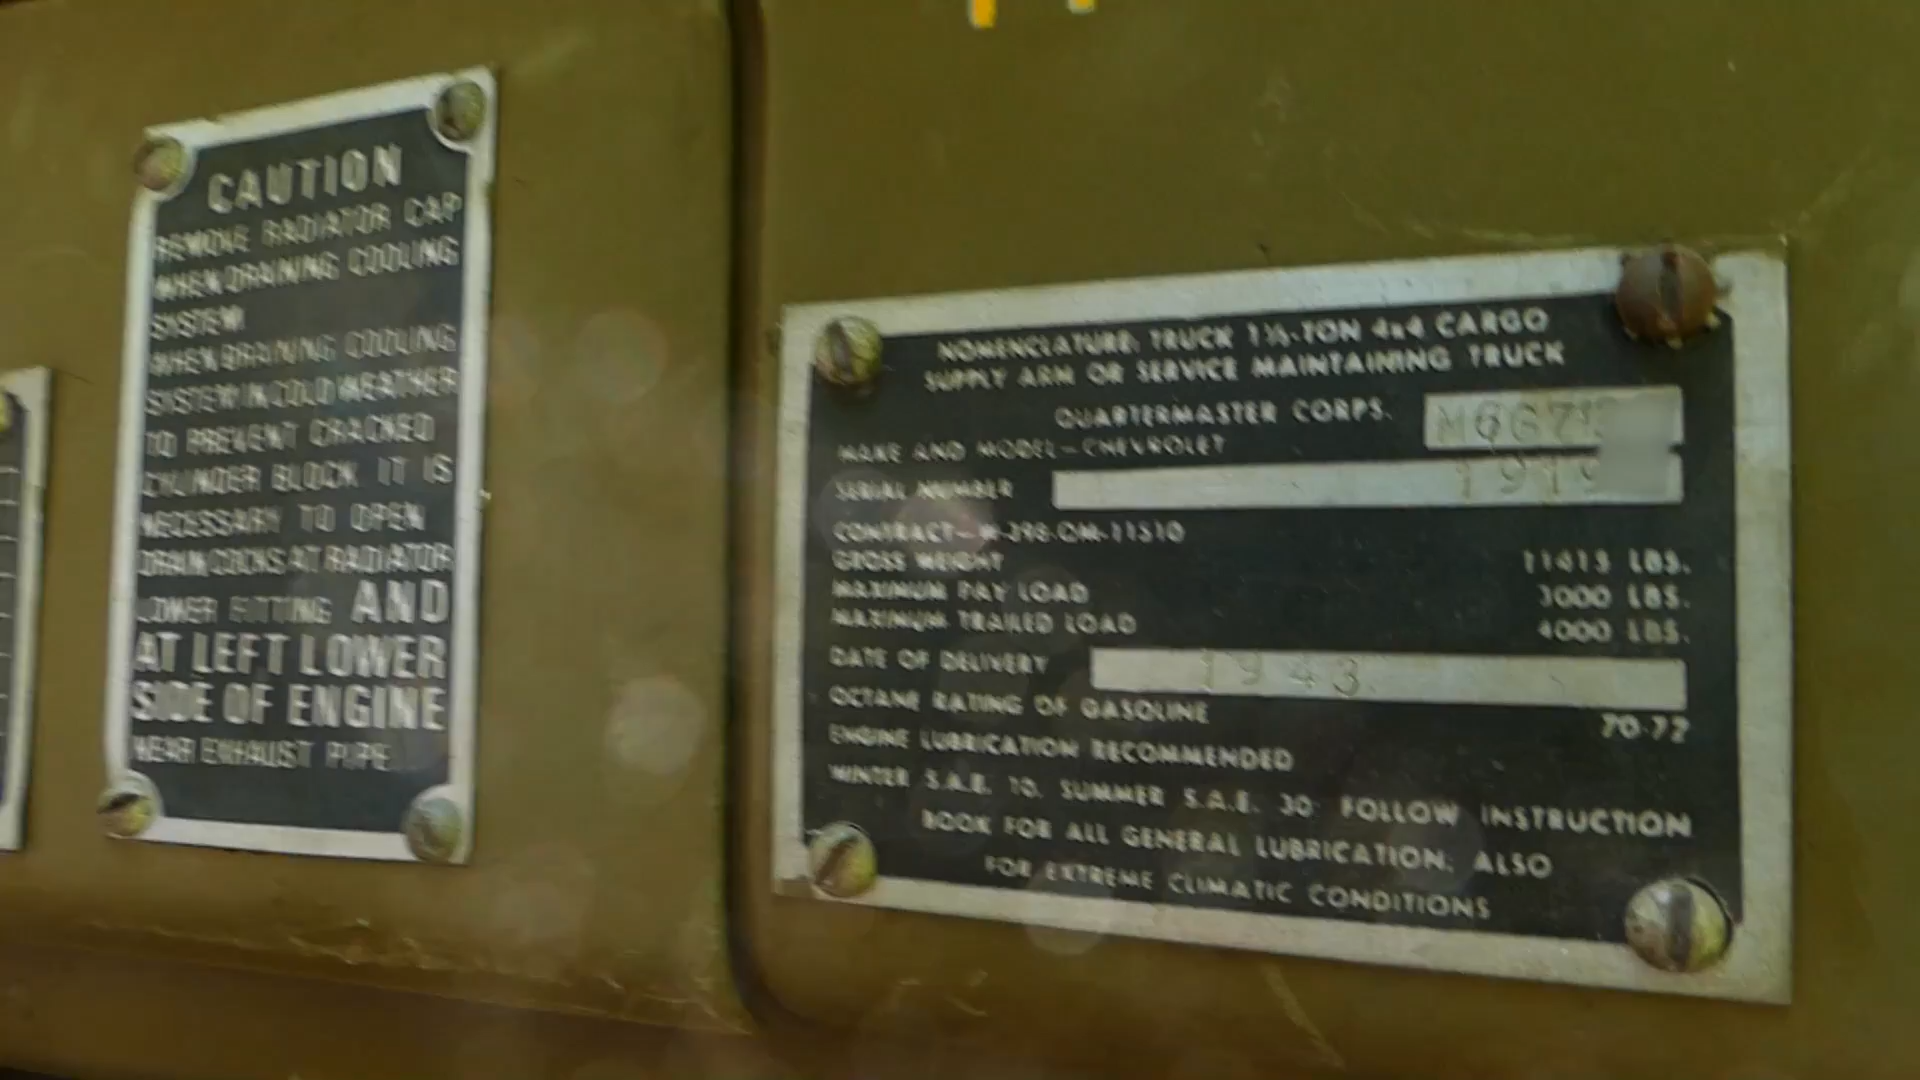 CAUTION
REMOVE RADIATOR CAP
WHEN DRAINING COOLING
SYSTEM
WHEN DRAINING COOLING
SYSTEM IN COLD WEATHER
TO PREVENT CRACKED
CYLINDER BLOCK IT IS
NECESSARY TO OPEN
DRAIN COCKS AT RADIATOR
LOWER FITTING AND
AT LEFT LOWER
SIDE OF ENGINE
NEAR EXHAUST PIPE
NOMENCLATURE: TRUCK 1½-TON 4x4 CARGO
SUPPLY ARM OR SERVICE MAINTAINING TRUCK
QUARTERMASTER CORPS.
MAKE AND MODEL-CHEVROLET
SERIAL NUMBER
CONTRACT-W-398-QM-11510
GROSS WEIGHT 11415 LBS.
MAXIMUM PAY LOAD 3000 LBS.
MAXIMUM TRAILED LOAD 4000 LBS.
DATE OF DELIVERY 1943
OCTANE RATING OF GASOLINE 70-72
ENGINE LUBRICATION RECOMMENDED
WINTER S.A.E. 10. SUMMER S.A.E. 30: FOLLOW INSTRUCTION
BOOK FOR ALL GENERAL LUBRICATION; ALSO
FOR EXTREME CLIMATIC CONDITIONS